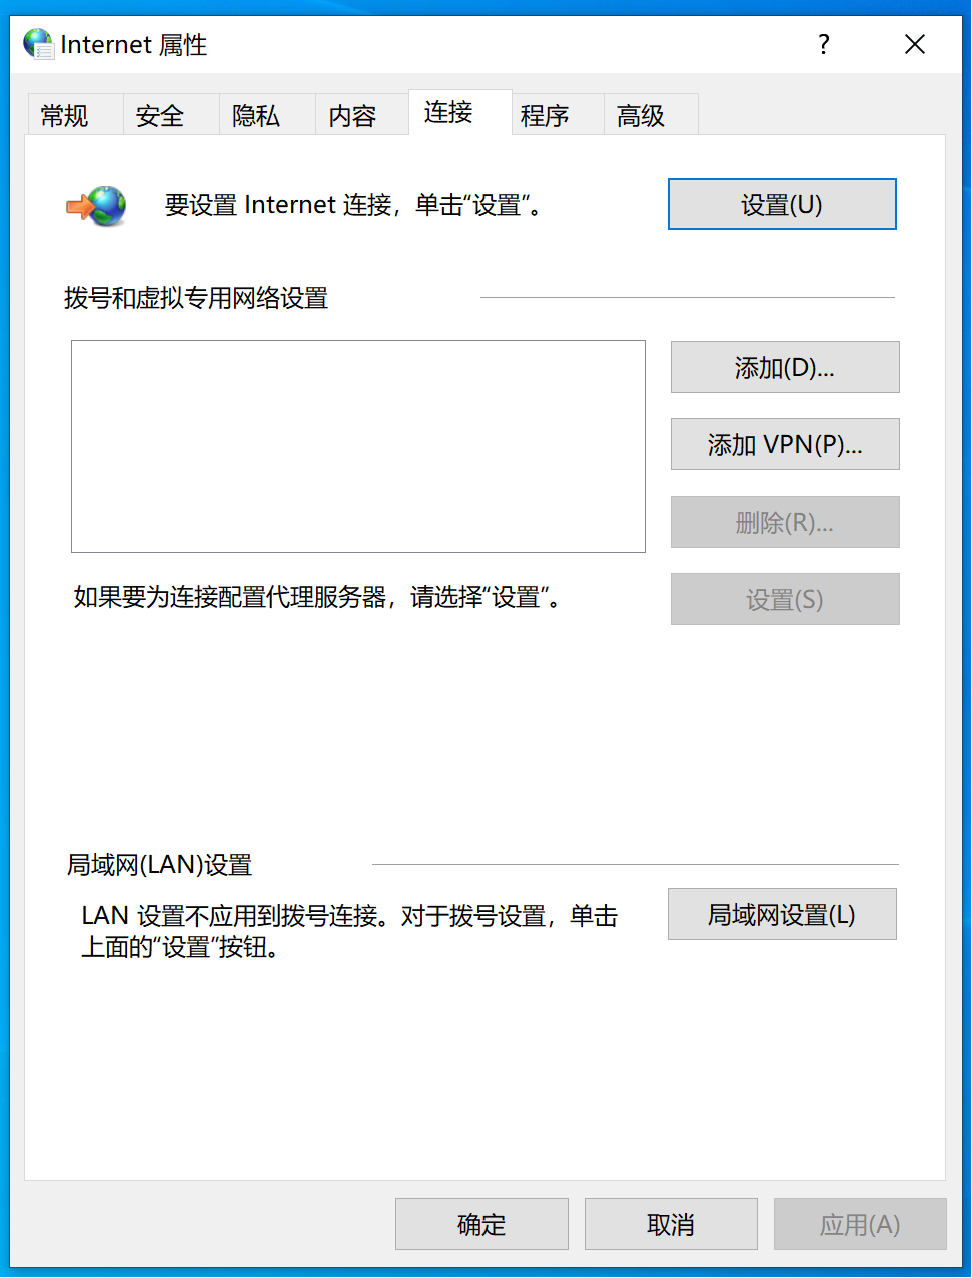 Internet 属性
?
常规 安全 隐私 内容 连接 程序 高级
要设置 Internet 连接，单击“设置”。
设置(U)
拨号和虚拟专用网络设置
添加(D)...
添加 VPN(P)...
删除(R)...
如果要为连接配置代理服务器，请选择“设置”。
设置(S)
局域网(LAN)设置
LAN 设置不应用到拨号连接。对于拨号设置，单击
上面的“设置”按钮。
局域网设置(L)
确定 取消 应用(A)